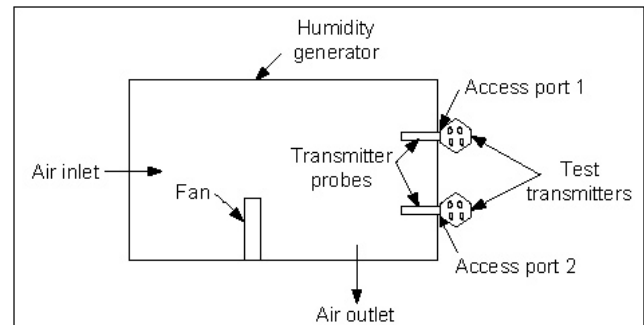 Humidity
generator
Access port 1
Air inlet
Transmitter
probes
Test
transmitters
Fan
Access port 2
Air outlet